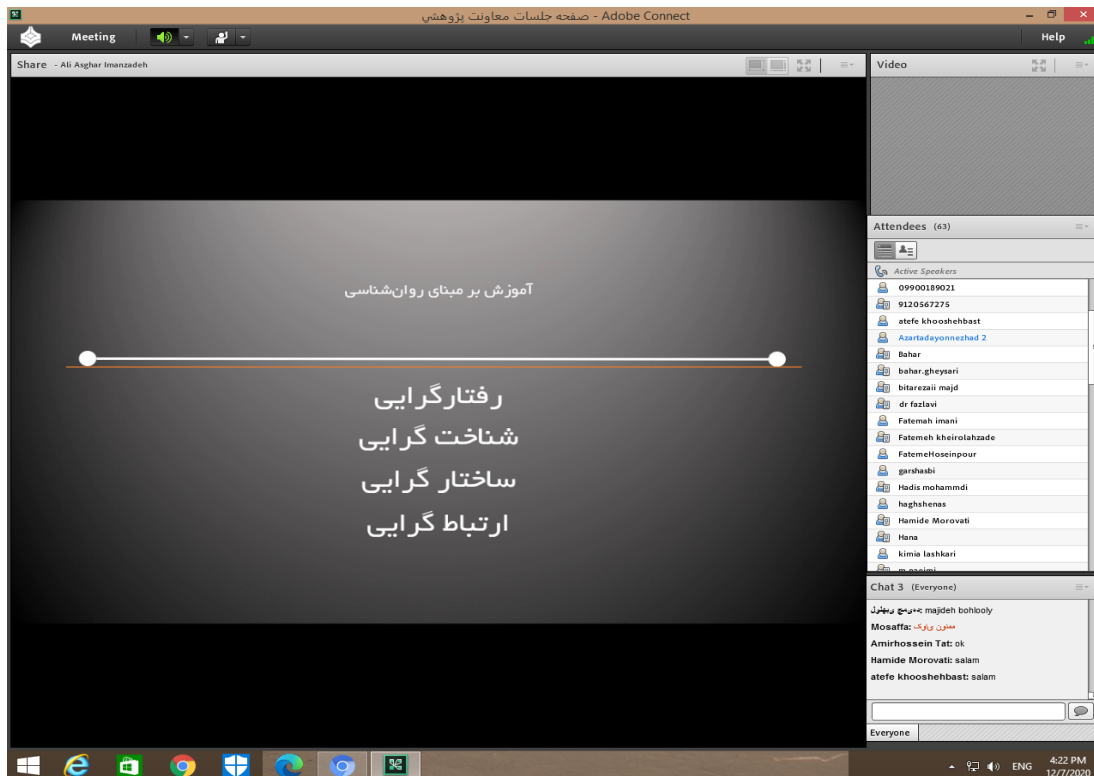 صفحه جلسات معاونت پژوهشي - Adobe Connect
Meeting
Help
Share - Ali Asghar Imanzadeh
آموزش بر مبنای روان‌شناسی
رفتارگرایی
شناخت گرایی
ساختار گرایی
ارتباط گرایی
Video
Attendees (63)
Active Speakers
09900189021
9120567275
atefe khooshehbast
Azartadayonnezhad 2
Bahar
bahar.gheysari
bitarezaii majd
dr fazlavi
Fatemah imani
Fatemeh kheirolahzade
FatemeHoseinpour
garshasbi
Hadis mohammdi
haghshenas
Hamide Morovati
Hana
kimia lashkari
Chat 3 (Everyone)
majideh bohlooly
Mosaffa: ممنون
Amirhossein Tat: ok
Hamide Morovati: salam
atefe khooshehbast: salam
Everyone
ENG
4:22 PM
12/7/2020